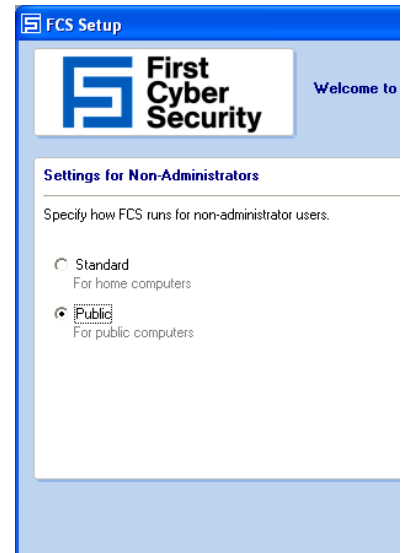 FCS Setup
First
Cyber
Security
Welcome to
Settings for Non-Administrators
Specify how FCS runs for non-administrator users.
Standard
For home computers
Public
For public computers